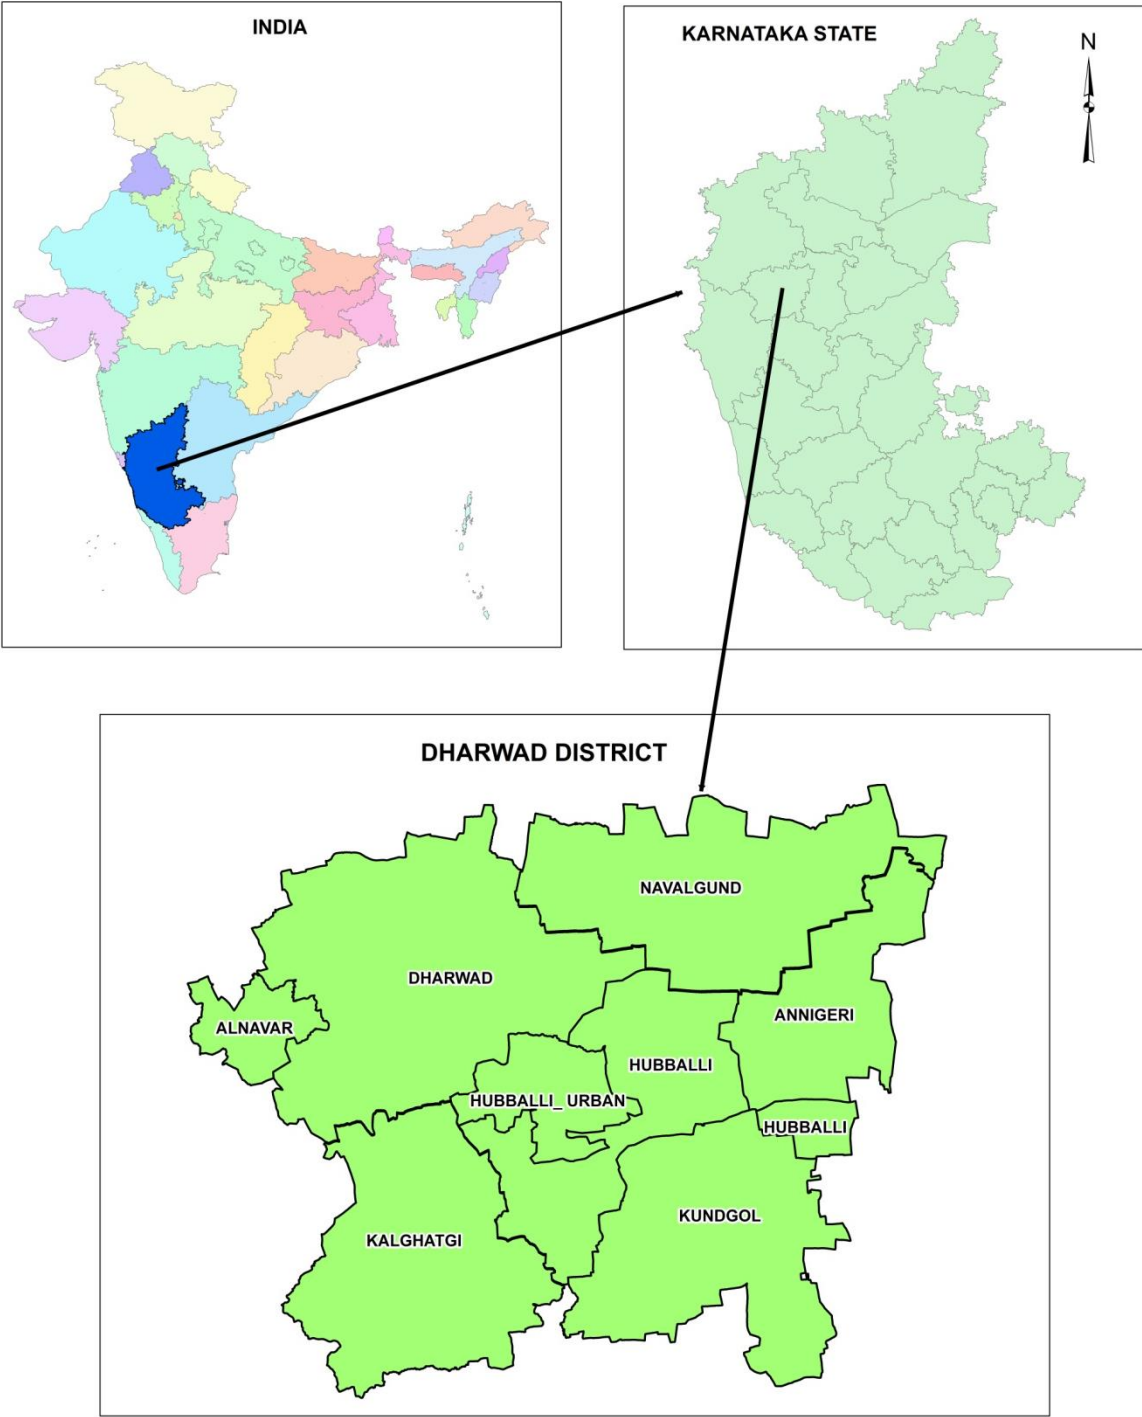 INDIA
KARNATAKA STATE
N
DHARWAD DISTRICT
NAVALGUND
DHARWAD
ANNIGERI
ALNAVAR
HUBBALLI
HUBBALLI_ URBAN
HUBBALLI
KUNDGOL
KALGHATGI